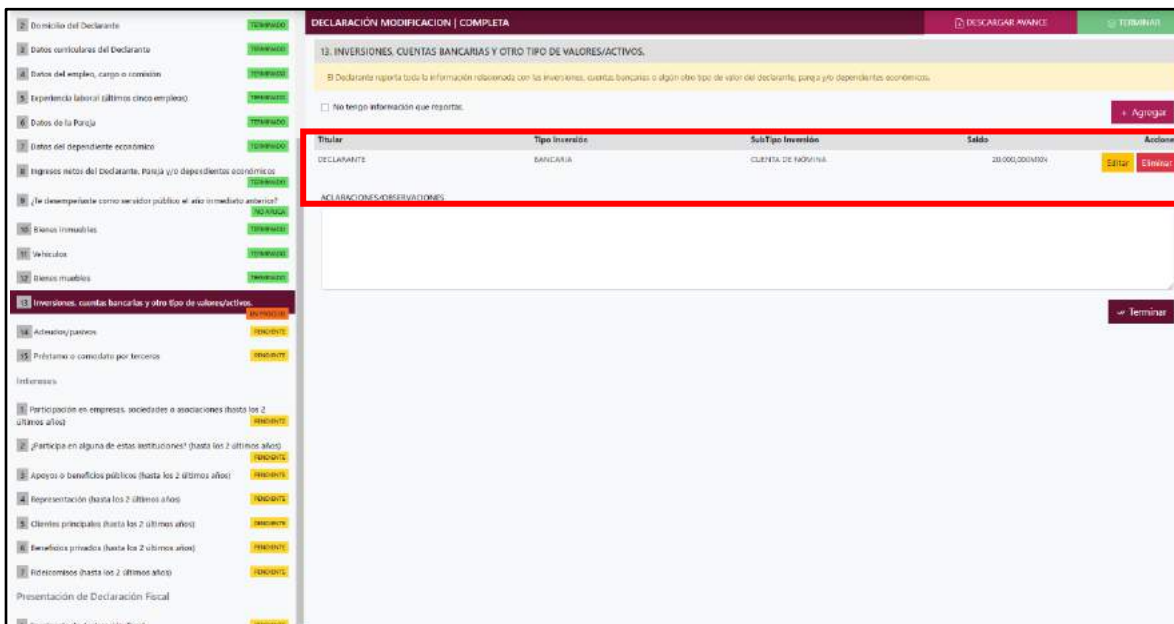 2 Domicilio del Declarante TERMINADO
3 Datos curriculares del Declarante TERMINADO
4 Datos del empleo, cargo o comisión TERMINADO
5 Experiencia laboral (últimos cinco empleos) TERMINADO
6 Datos de la Pareja TERMINADO
7 Datos del dependiente económico TERMINADO
8 Ingresos netos del Declarante, Pareja y/o dependientes económicos
TERMINADO
9 ¿Te desempeñaste como servidor público el año inmediato anterior?
NO APLICA
10 Bienes Inmuebles TERMINADO
11 Vehículos TERMINADO
12 Bienes muebles TERMINADO
13 Inversiones, cuentas bancarias y otro tipo de valores/activos.
EN PROCESO
14 Adeudos/pasivos PENDIENTE
15 Préstamo o comodato por terceros PENDIENTE
Intereses
1 Participación en empresas, sociedades o asociaciones (hasta los 2
últimos años) PENDIENTE
2 ¿Participa en alguna de estas instituciones? (hasta los 2 últimos años)
PENDIENTE
3 Apoyos o beneficios públicos (hasta los 2 últimos años) PENDIENTE
4 Representación (hasta los 2 últimos años) PENDIENTE
5 Clientes principales (hasta los 2 últimos años) PENDIENTE
6 Beneficios privados (hasta los 2 últimos años) PENDIENTE
7 Fideicomisos (hasta los 2 últimos años) PENDIENTE
Presentación de Declaración Fiscal
DECLARACIÓN MODIFICACION | COMPLETA
DESCARGAR AVANCE
TERMINAR
13. INVERSIONES, CUENTAS BANCARIAS Y OTRO TIPO DE VALORES/ACTIVOS.
El Declarante reporta toda la información relacionada con las inversiones, cuentas bancarias o algún otro tipo de valor del declarante, pareja y/o dependientes económicos.
No tengo información que reportar.
+ Agregar
Titular Tipo Inversión SubTipo Inversión Saldo Accione
DECLARANTE BANCARIA CUENTA DE NÓMINA 20,000,000MXN Editar Eliminar
ACLARACIONES/OBSERVACIONES
Terminar